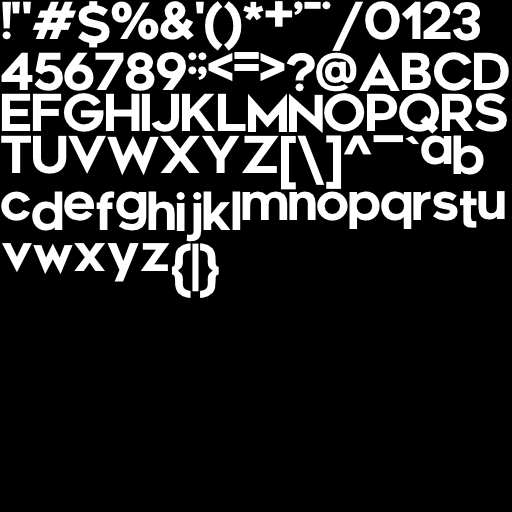 !"#$%&'()*+,-./0123
456789:;<=>?@ABCD
EFGHIJKLMNOPQRS
TUVWXYZ[\]^_`ab
cdefghijklmnopqrstu
vwxyz{|}